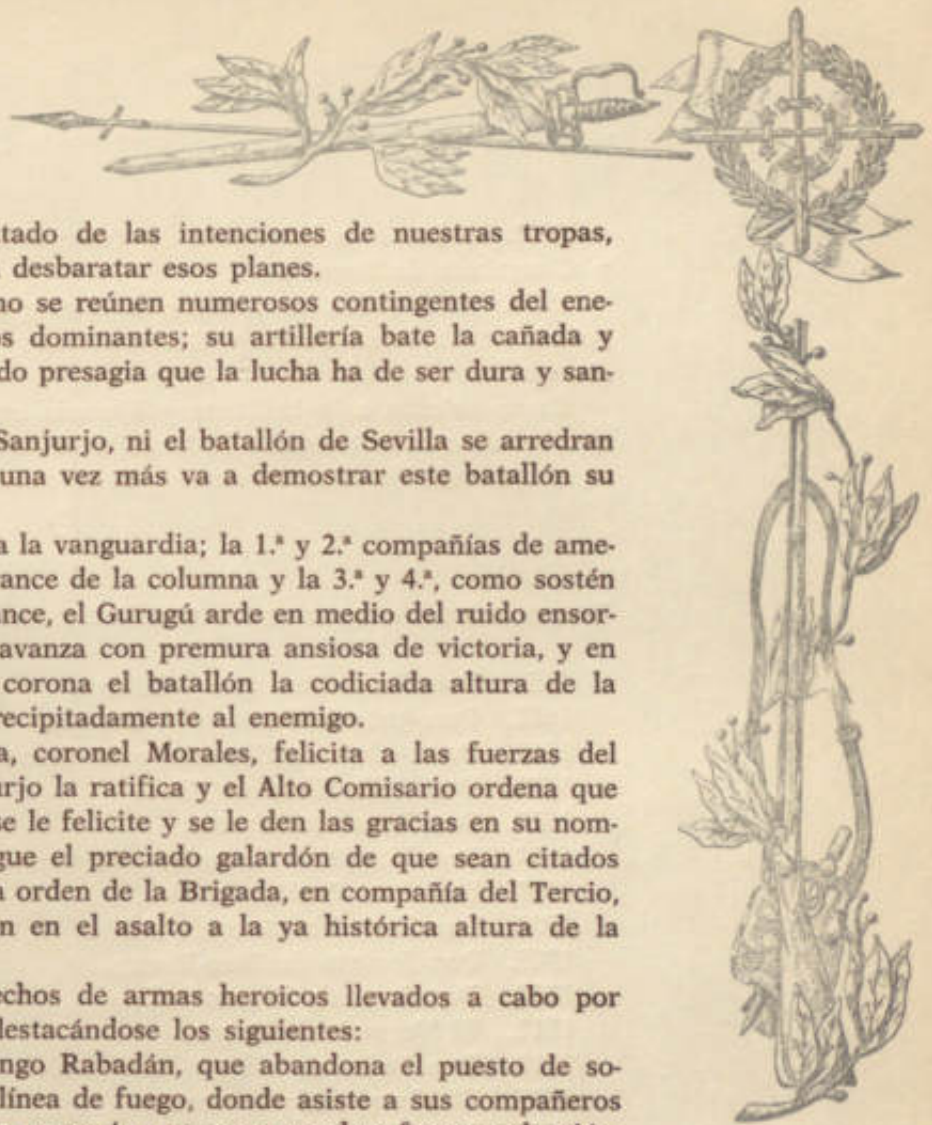 tado de las intenciones de nuestras tropas,
desbaratar esos planes.
no se reúnen numerosos contingentes del ene-
os dominantes; su artillería bate la cañada y
do presagia que la lucha ha de ser dura y san-
Sanjurjo, ni el batallón de Sevilla se arredran
una vez más va a demostrar este batallón su
a la vanguardia; la 1.ª y 2.ª compañías de ame-
ance de la columna y la 3.ª y 4.ª, como sostén
nce, el Gurugú arde en medio del ruido ensor-
avanza con premura ansiosa de victoria, y en
corona el batallón la codiciada altura de la
recipitadamente al enemigo.
a, coronel Morales, felicita a las fuerzas del
urjo la ratifica y el Alto Comisario ordena que
se le felicite y se le den las gracias en su nom-
gue el preciado galardón de que sean citados
a orden de la Brigada, en compañía del Tercio,
n en el asalto a la ya histórica altura de la
echos de armas heroicos llevados a cabo por
destacándose los siguientes:
ngo Rabadán, que abandona el puesto de so-
línea de fuego, donde asiste a sus compañeros